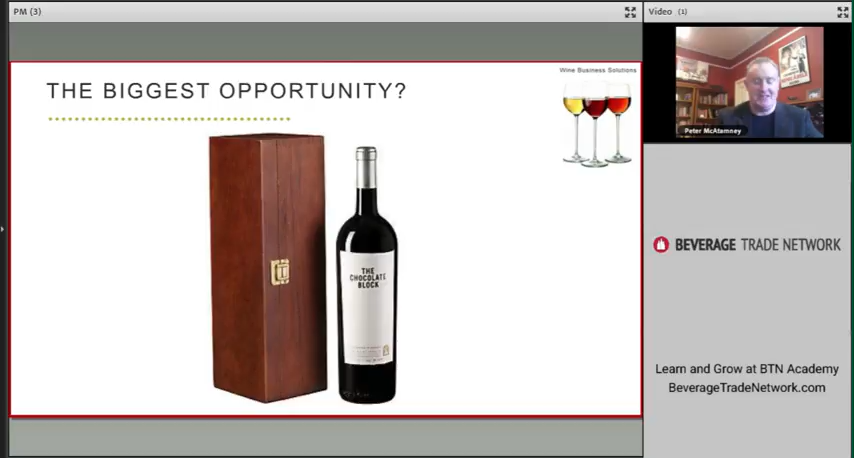 PM (3)
Video (1)
THE BIGGEST OPPORTUNITY?
Wine Business Solutions
THE
CHOCOLATE
BLOCK
Peter McAtamney
BEVERAGE TRADE NETWORK
Learn and Grow at BTN Academy
BeverageTradeNetwork.com